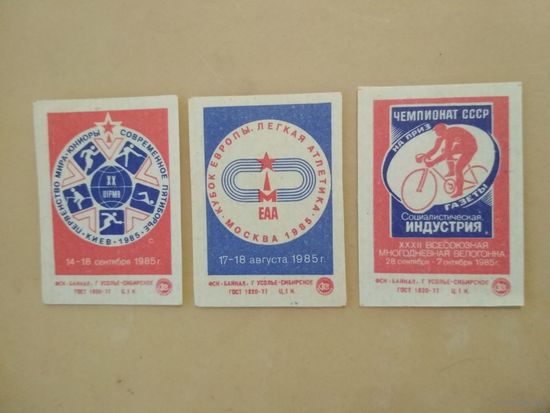 ПЕРВЕНСТВО МИРА·ЮНИОРЫ СОВРЕМЕННОЕ ПЯТИБОРЬЕ
·КИЕВ·1985·
XX
UIPMB
14-18 сентября 1985 г.
ФСК «БАЙКАЛ», Г УСОЛЬЕ-СИБИРСКОЕ
ГОСТ 1820-77 Ц. 1 К.
КУБОК ЕВРОПЫ. ЛЕГКАЯ АТЛЕТИКА
·МОСКВА 1985·
М
ЕАА
17-18 августа 1985 г.
ФСК «БАЙКАЛ», Г УСОЛЬЕ-СИБИРСКОЕ
ГОСТ 1820-77 Ц. 1 К.
ЧЕМПИОНАТ СССР
НА ПРИЗ
ГАЗЕТЫ
Социалистическая
ИНДУСТРИЯ
XXXII ВСЕСОЮЗНАЯ
МНОГОДНЕВНАЯ ВЕЛОГОНКА
28 сентября - 7 октября 1985 г.
ФСК «БАЙКАЛ», Г УСОЛЬЕ-СИБИРСКОЕ
ГОСТ 1820-77 Ц. 1 К.